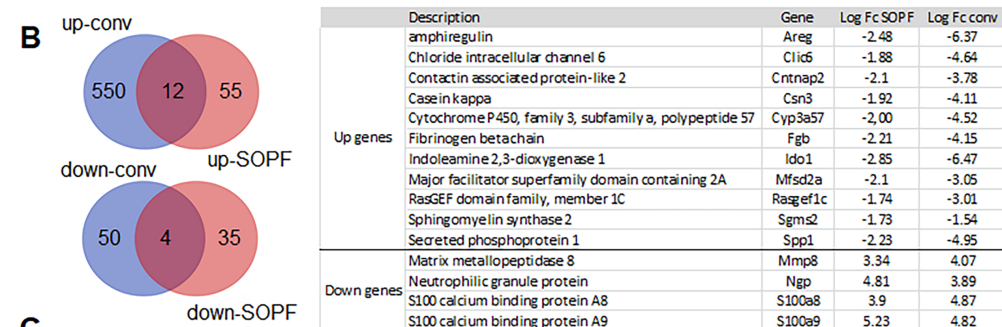 B
up-conv
550 12 55
up-SOPF
down-conv
50 4 35
down-SOPF
Description Gene Log Fc SOPF Log Fc conv
Up genes
amphiregulin Areg -2.48 -6.37
Chloride intracellular channel 6 Clic6 -1.88 -4.64
Contactin associated protein-like 2 Cntnap2 -2.1 -3.78
Casein kappa Csn3 -1.92 -4.11
Cytochrome P450, family 3, subfamily a, polypeptide 57 Cyp3a57 -2,00 -4.52
Fibrinogen beta chain Fgb -2.21 -4.15
Indoleamine 2,3-dioxygenase 1 Ido1 -2.85 -6.47
Major facilitator superfamily domain containing 2A Mfsd2a -2.1 -3.05
RasGEF domain family, member 1C Rasgef1c -1.74 -3.01
Sphingomyelin synthase 2 Sgms2 -1.73 -1.54
Secreted phosphoprotein 1 Spp1 -2.23 -4.95
Down genes
Matrix metallopeptidase 8 Mmp8 3.34 4.07
Neutrophilic granule protein Ngp 4.81 3.89
S100 calcium binding protein A8 S100a8 3.9 4.87
S100 calcium binding protein A9 S100a9 5.23 4.82